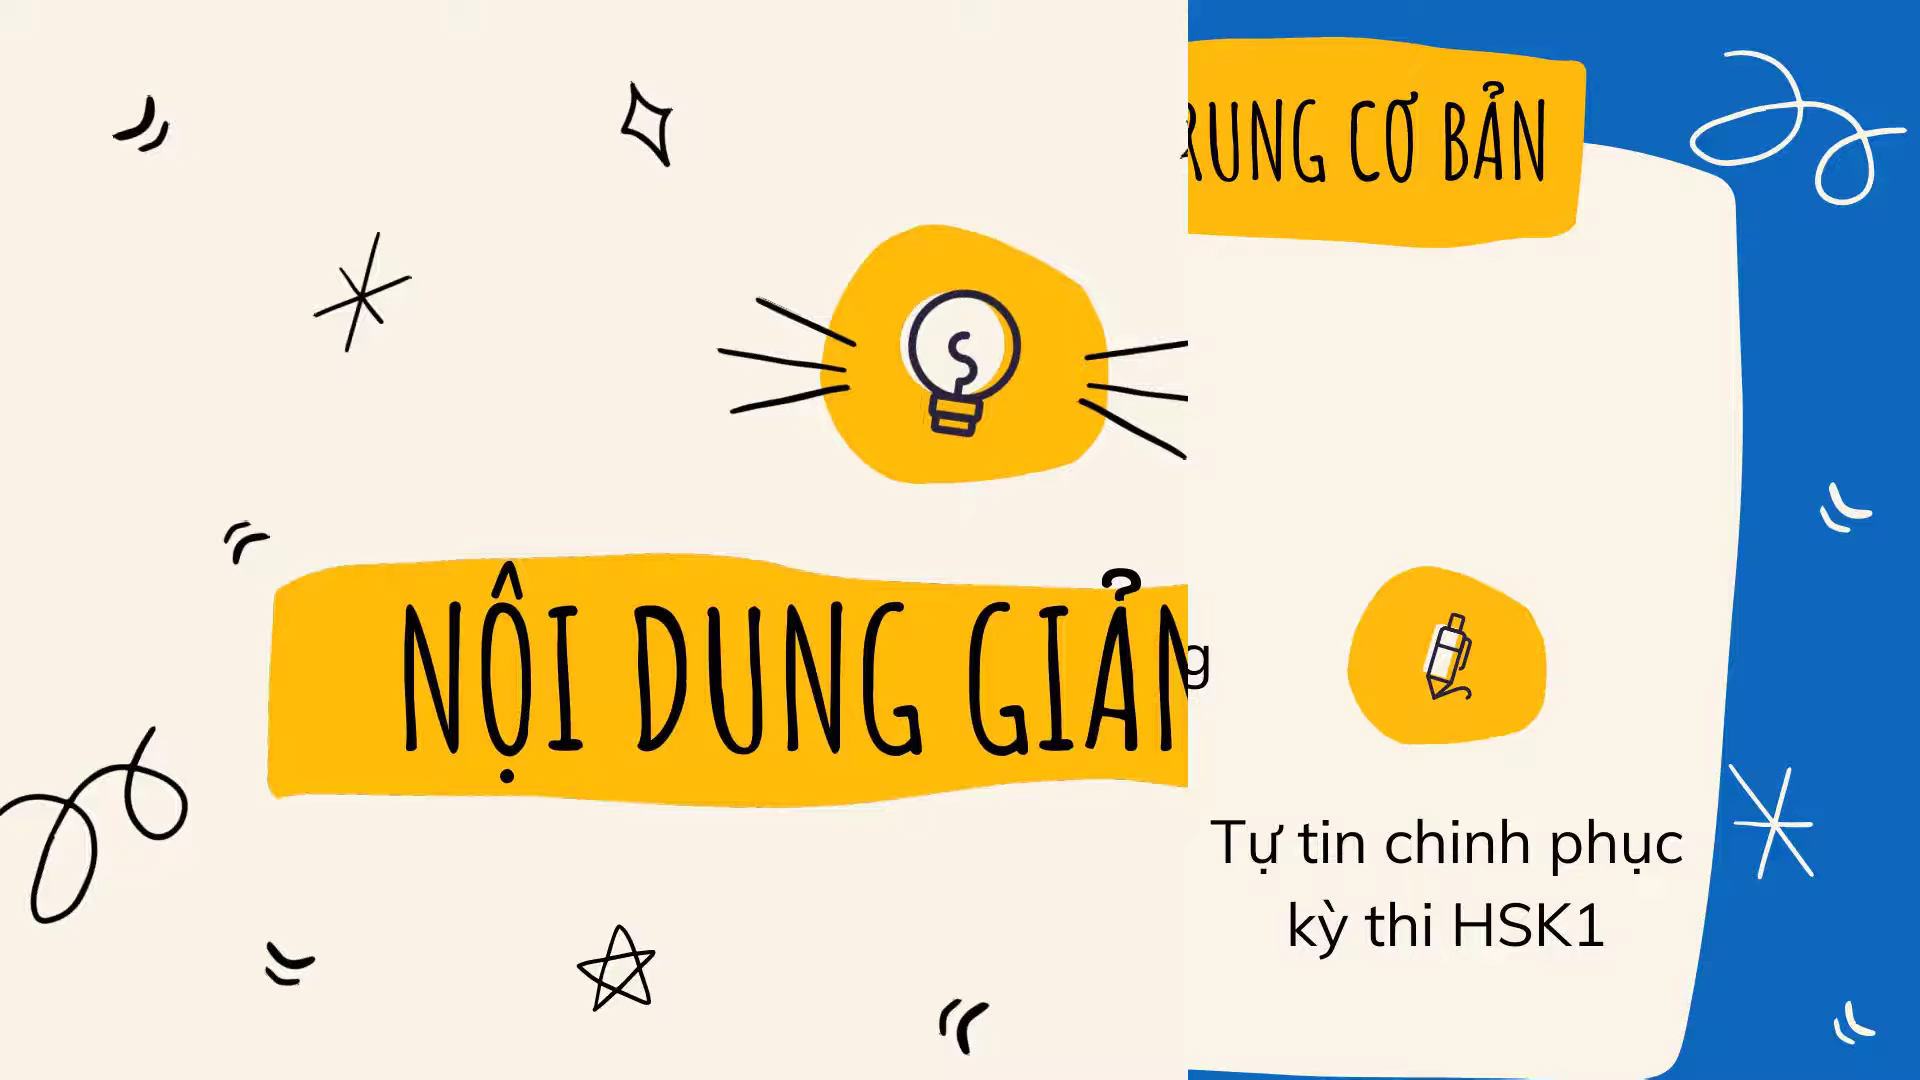 RUNG CƠ BẢN
NỘI DUNG GIẢN
g
Tự tin chinh phục
kỳ thi HSK1